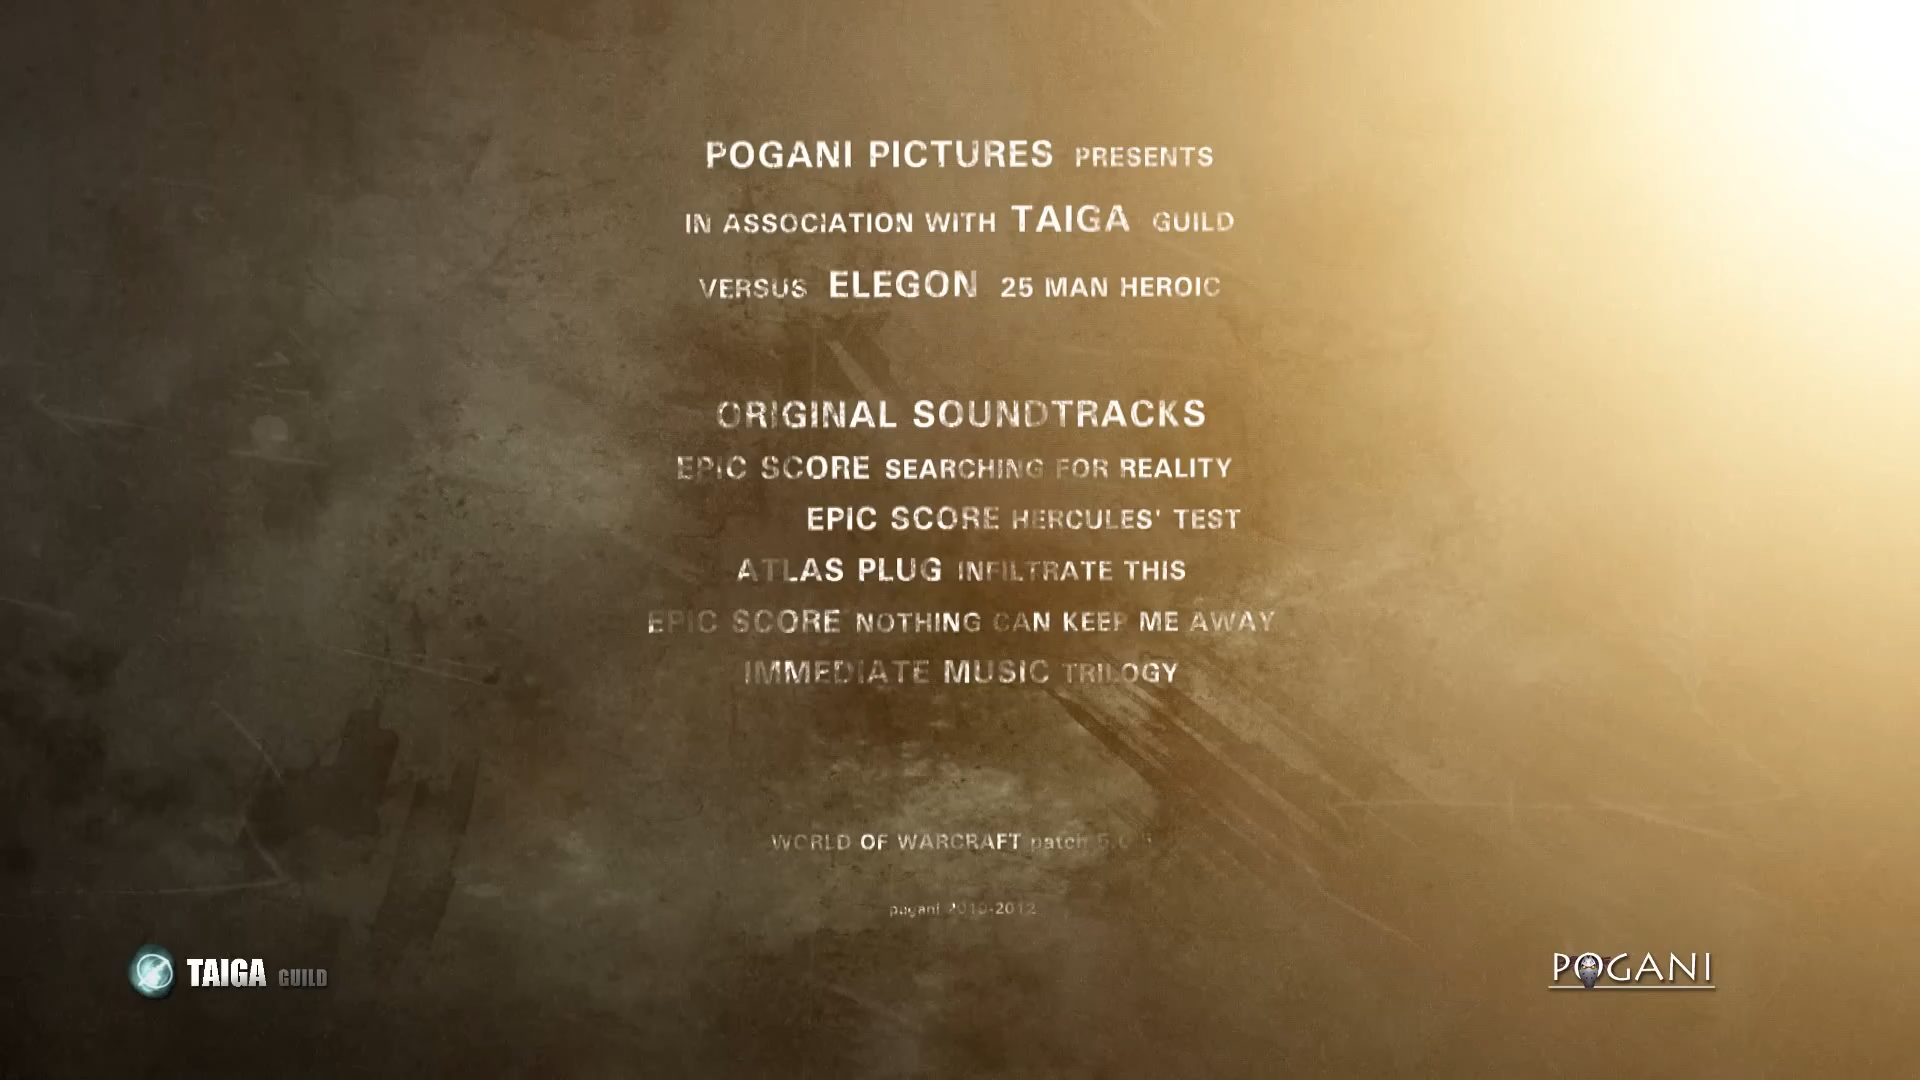 POGANI PICTURES PRESENTS
IN ASSOCIATION WITH TAIGA GUILD
VERSUS ELEGON 25 MAN HEROIC
ORIGINAL SOUNDTRACKS
EPIC SCORE SEARCHING FOR REALITY
EPIC SCORE HERCULES' TEST
ATLAS PLUG INFILTRATE THIS
EPIC SCORE NOTHING CAN KEEP ME AWAY
IMMEDIATE MUSIC TRILOGY
WORLD OF WARCRAFT patch
pogani 2010-2012
TAIGA GUILD
POGANI